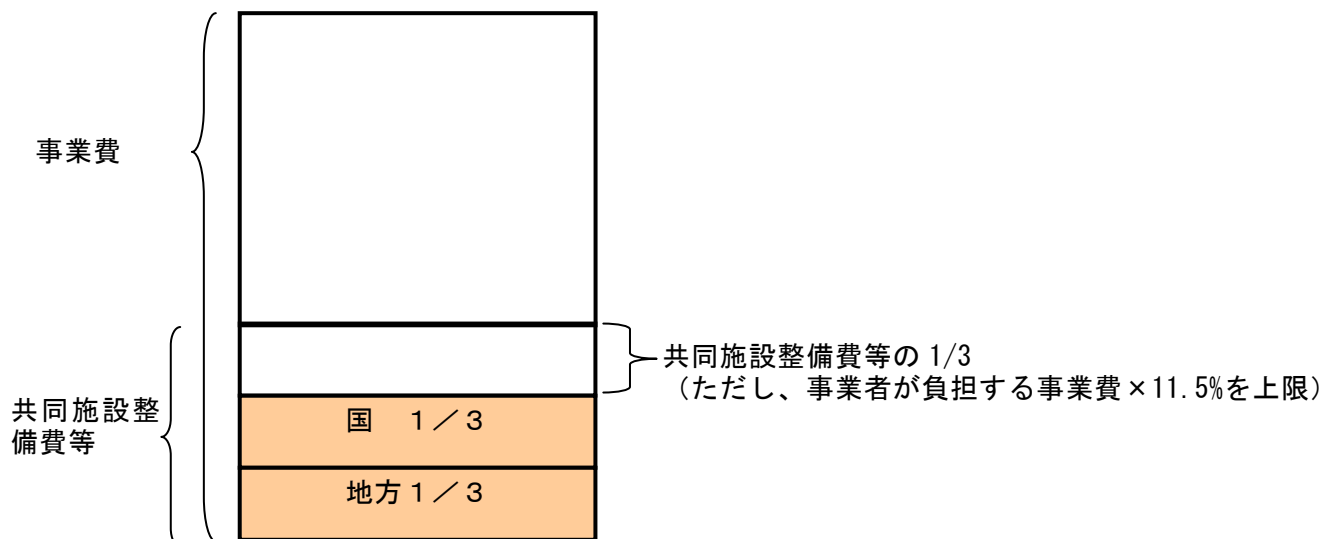 事業費
共同施設整備費等の 1/3
（ただし、事業者が負担する事業費×11.5%を上限）
共同施設整
備費等
国　１／３
地方１／３